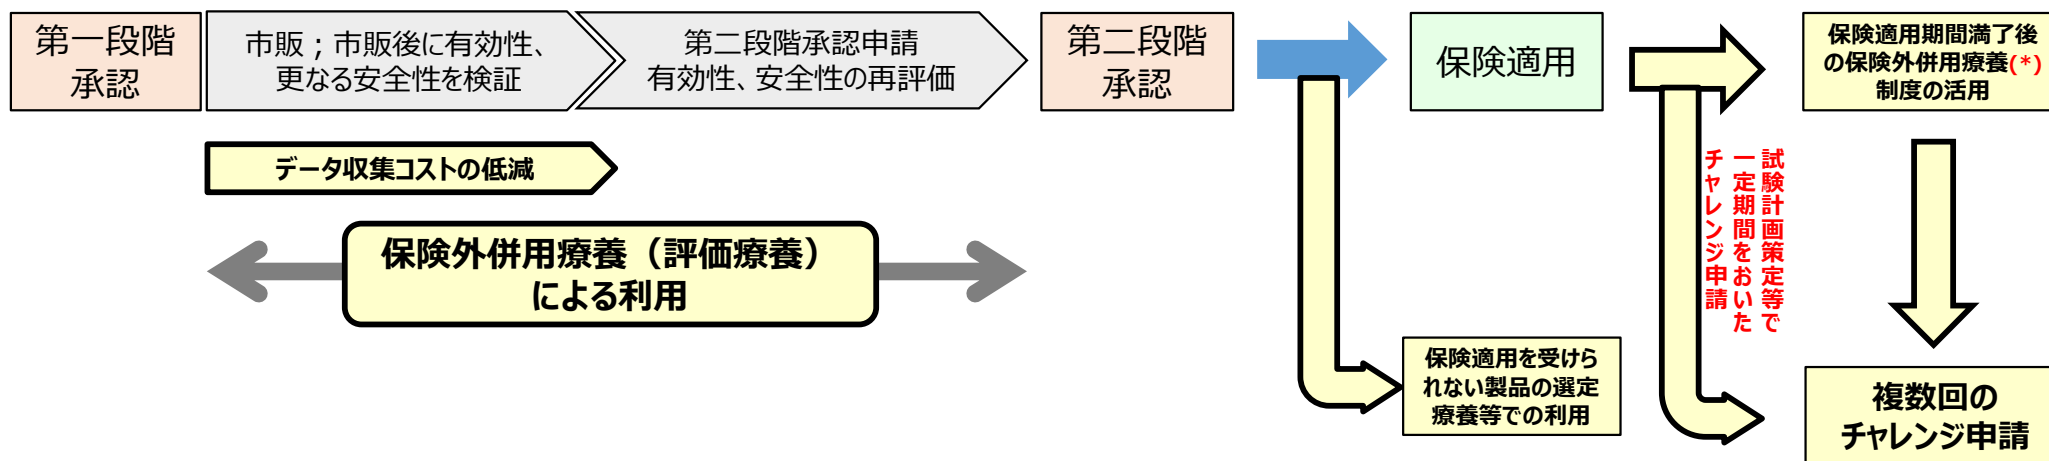 第一段階
承認
市販；市販後に有効性、
更なる安全性を検証
第二段階承認申請
有効性、安全性の再評価
第二段階
承認
保険適用
保険適用期間満了後
の保険外併用療養(*)
制度の活用
データ収集コストの低減
保険外併用療養（評価療養）
による利用
試験計画策定等で
一定期間をおいた
チャレンジ申請
保険適用を受けら
れない製品の選定
療養等での利用
複数回の
チャレンジ申請